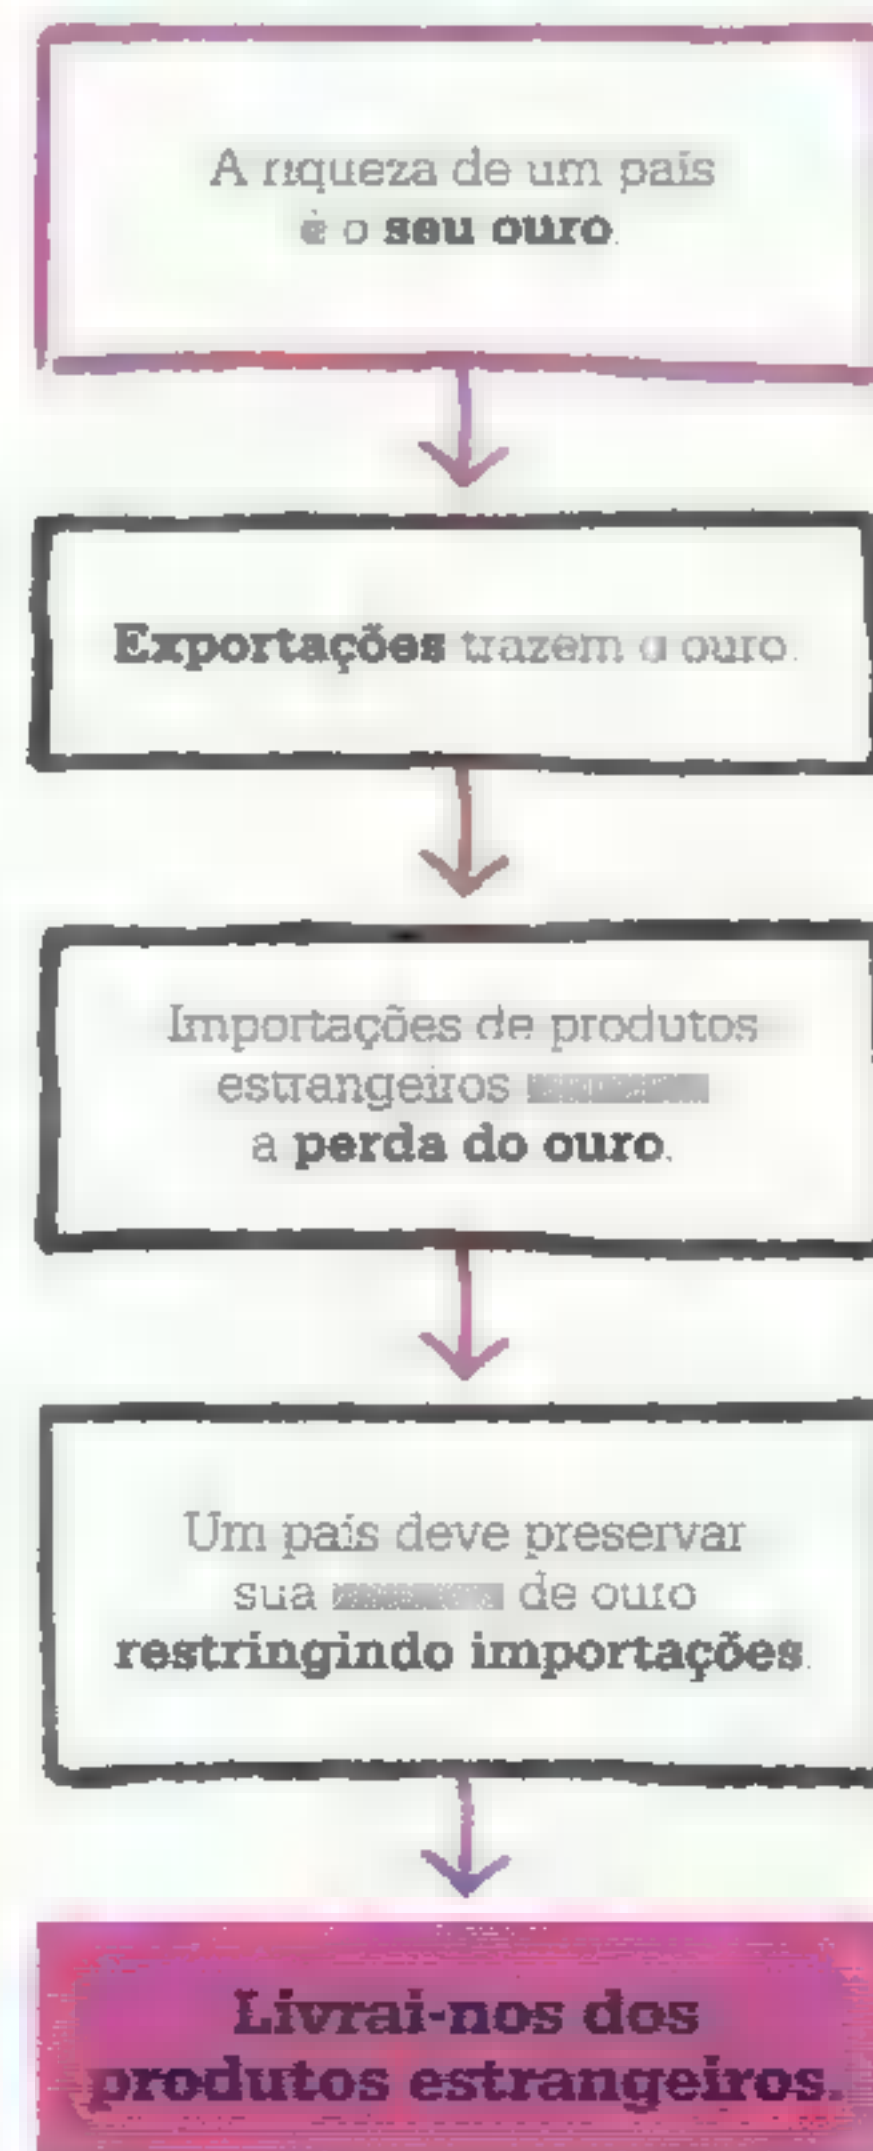 A riqueza de um país
é o seu ouro.
Exportações trazem o ouro.
Importações de produtos
estrangeiros
a perda do ouro.
Um país deve preservar
sua de ouro
restringindo importações.
Livrai-nos dos
produtos estrangeiros.